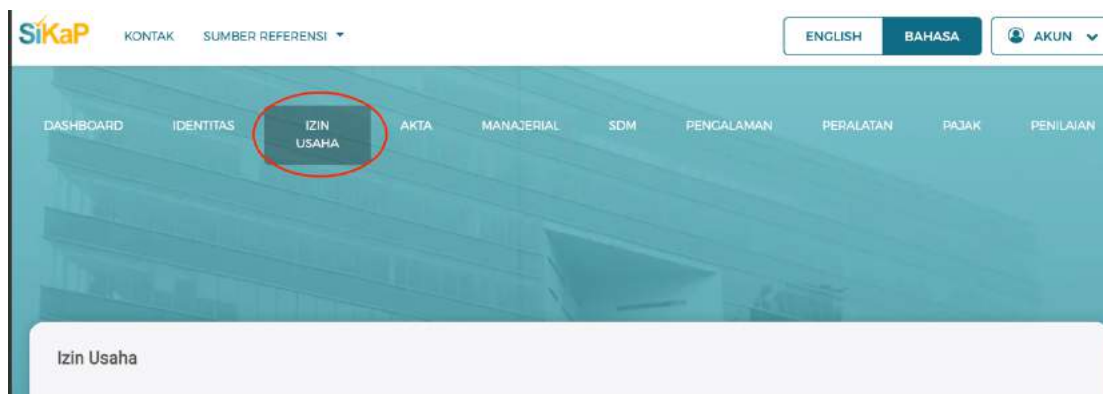 SiKaP KONTAK SUMBER REFERENSI ENGLISH BAHASA AKUN
DASHBOARD IDENTITAS IZIN USAHA AKTA MANAJERIAL SDM PENGALAMAN PERALATAN PAJAK PENILAIAN
Izin Usaha